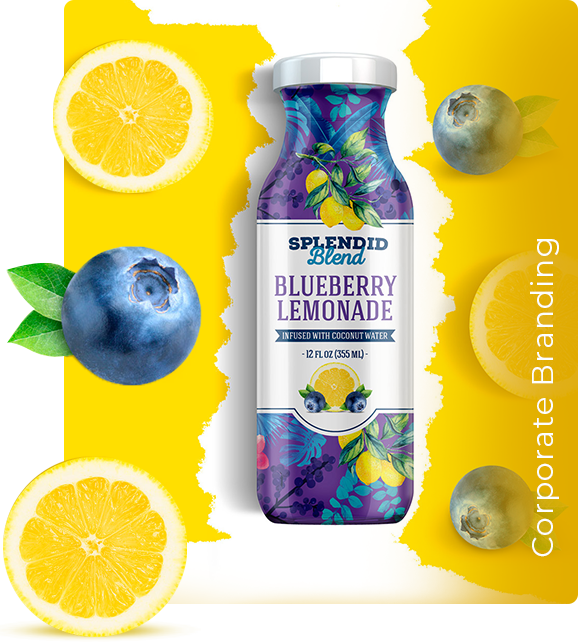 SPLENDID
Blend
BLUEBERRY
LEMONADE
INFUSED WITH COCONUT WATER
- 12 FL OZ (355 ML) -
Corporate Branding